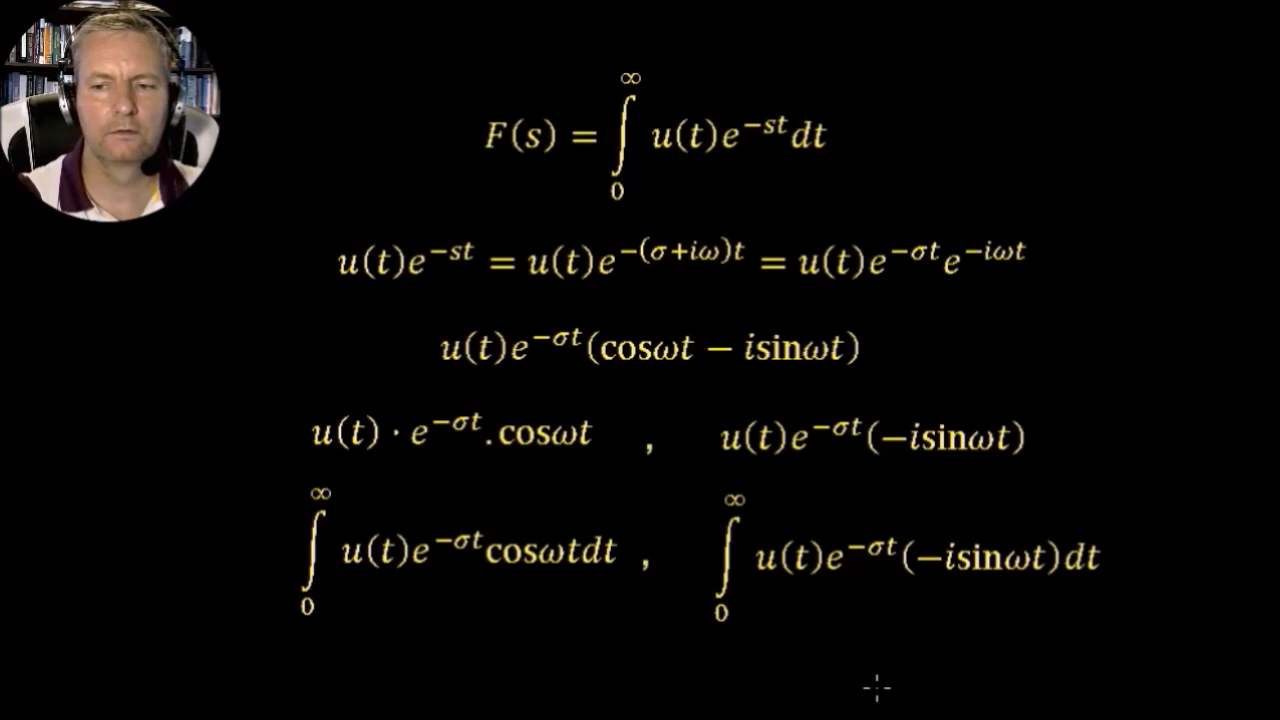 F(s) = ∫₀^∞ u(t)e^{−st}dt
u(t)e^{−st} = u(t)e^{−(σ+iω)t} = u(t)e^{−σt}e^{−iωt}
u(t)e^{−σt}(cosωt − isinωt)
u(t) · e^{−σt}.cosωt , u(t)e^{−σt}(−isinωt)
∫₀^∞ u(t)e^{−σt}cosωtdt , ∫₀^∞ u(t)e^{−σt}(−isinωt)dt